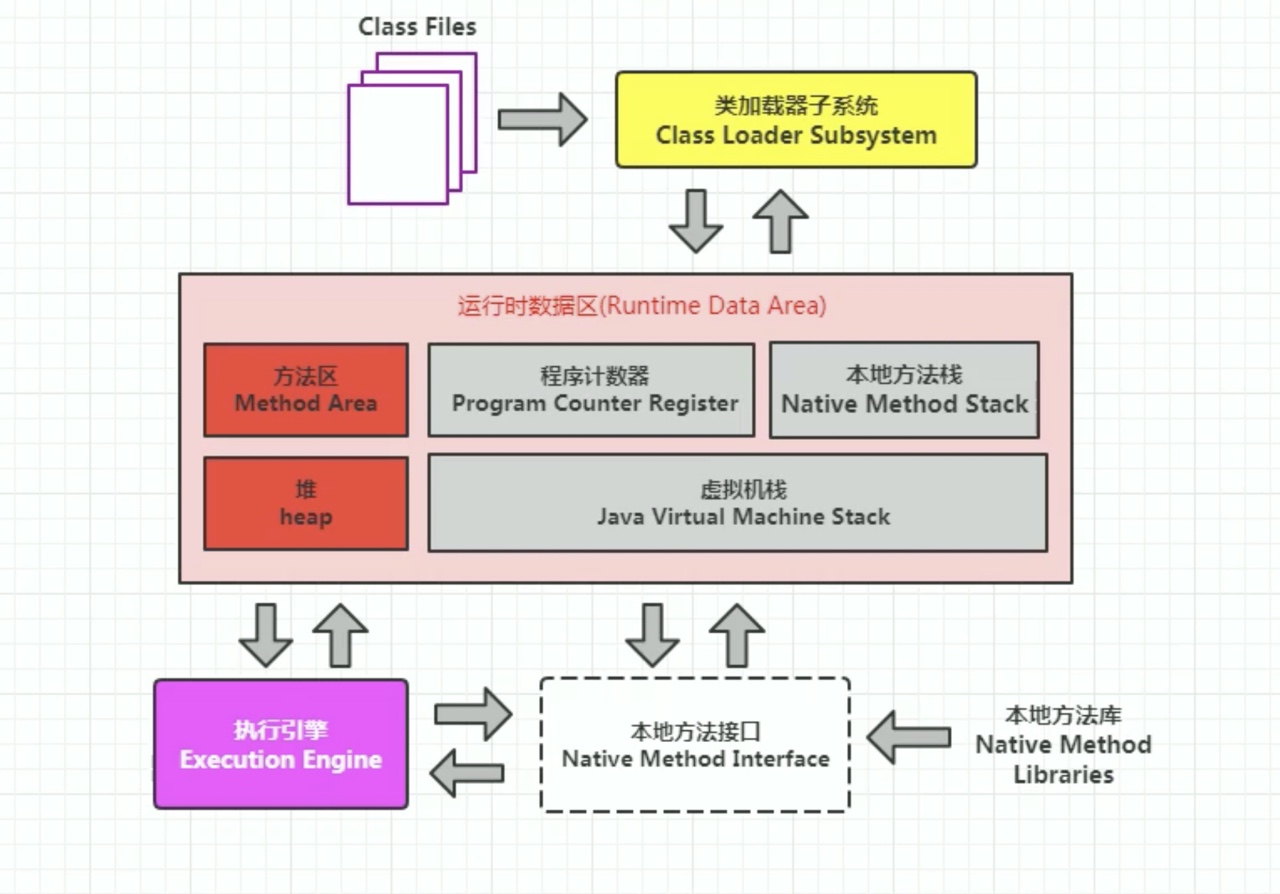 Class Files
类加载器子系统
Class Loader Subsystem
运行时数据区(Runtime Data Area)
方法区
Method Area
程序计数器
Program Counter Register
本地方法栈
Native Method Stack
堆
heap
虚拟机栈
Java Virtual Machine Stack
执行引擎
Execution Engine
本地方法接口
Native Method Interface
本地方法库
Native Method
Libraries